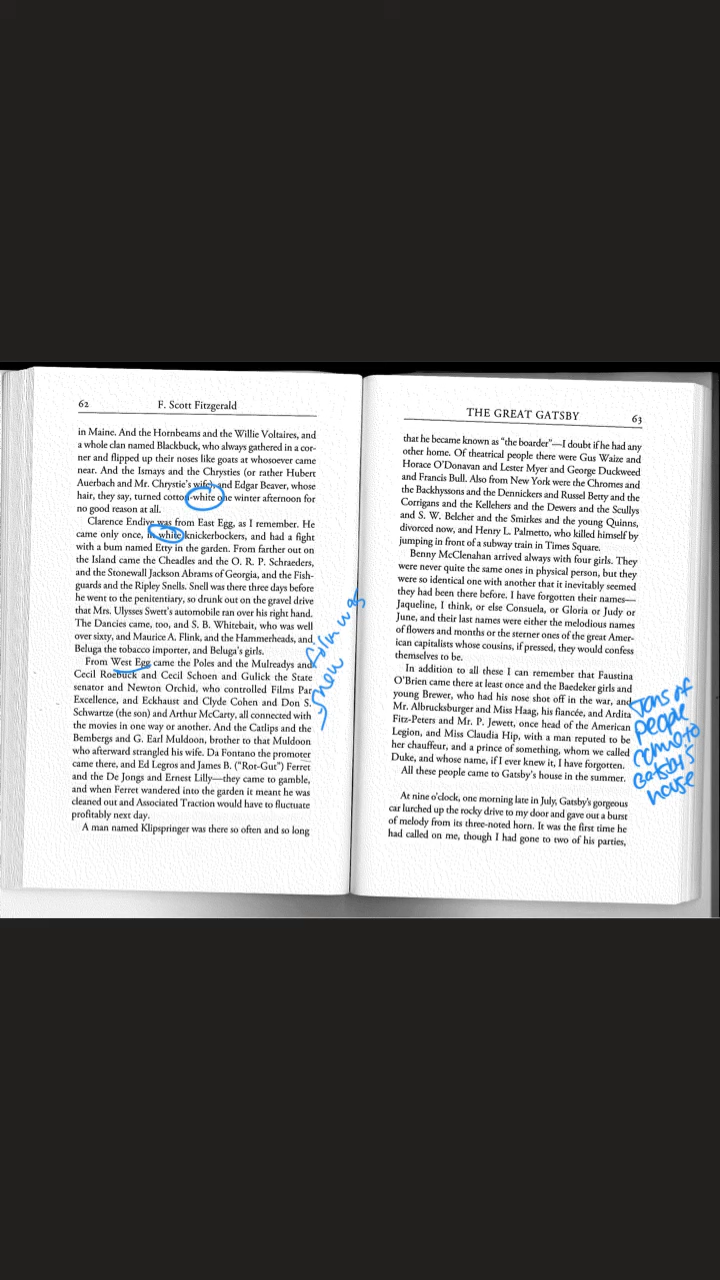 62 F. Scott Fitzgerald
in Maine. And the Hornbeams and the Willie Voltaires, and
a whole clan named Blackbuck, who always gathered in a cor-
ner and flipped up their noses like goats at whosoever came
near. And the Ismays and the Chrysties (or rather Hubert
Auerbach and Mr. Chrystie's wife), and Edgar Beaver, whose
hair, they say, turned cotton-white one winter afternoon for
no good reason at all.
Clarence Endive was from East Egg, as I remember. He
came only once, in white knickerbockers, and had a fight
with a bum named Etty in the garden. From farther out on
the Island came the Cheadles and the O. R. P. Schraeders,
and the Stonewall Jackson Abrams of Georgia, and the Fish-
guards and the Ripley Snells. Snell was there three days before
he went to the penitentiary, so drunk out on the gravel drive
that Mrs. Ulysses Swett's automobile ran over his right hand.
The Dancies came, too, and S. B. Whitebait, who was well
over sixty, and Maurice A. Flink, and the Hammerheads, and
Beluga the tobacco importer, and Beluga's girls.
From West Egg came the Poles and the Mulreadys and
Cecil Roebuck and Cecil Schoen and Gulick the State
senator and Newton Orchid, who controlled Films Par
Excellence, and Eckhaust and Clyde Cohen and Don S.
Schwartze (the son) and Arthur McCarty, all connected with
the movies in one way or another. And the Catlips and the
Bembergs and G. Earl Muldoon, brother to that Muldoon
who afterward strangled his wife. Da Fontano the promoter
came there, and Ed Legros and James B. ("Rot-Gut") Ferret
and the De Jongs and Ernest Lilly—they came to gamble,
and when Ferret wandered into the garden it meant he was
cleaned out and Associated Traction would have to fluctuate
profitably next day.
A man named Klipspringer was there so often and so long
THE GREAT GATSBY 63
that he became known as "the boarder"—I doubt if he had any
other home. Of theatrical people there were Gus Waize and
Horace O'Donavan and Lester Myer and George Duckweed
and Francis Bull. Also from New York were the Chromes and
the Backhyssons and the Dennickers and Russel Betty and the
Corrigans and the Kellehers and the Dewers and the Scullys
and S. W. Belcher and the Smirkes and the young Quinns,
divorced now, and Henry L. Palmetto, who killed himself by
jumping in front of a subway train in Times Square.
Benny McClenahan arrived always with four girls. They
were never quite the same ones in physical person, but they
were so identical one with another that it inevitably seemed
they had been there before. I have forgotten their names—
Jaqueline, I think, or else Consuela, or Gloria or Judy or
June, and their last names were either the melodious names
of flowers and months or the sterner ones of the great Amer-
ican capitalists whose cousins, if pressed, they would confess
themselves to be.
In addition to all these I can remember that Faustina
O'Brien came there at least once and the Baedeker girls and
young Brewer, who had his nose shot off in the war, and
Mr. Albrucksburger and Miss Haag, his fiancée, and Ardita
Fitz-Peters and Mr. P. Jewett, once head of the American
Legion, and Miss Claudia Hip, with a man reputed to be
her chauffeur, and a prince of something, whom we called
Duke, and whose name, if I ever knew it, I have forgotten.
All these people came to Gatsby's house in the summer.
At nine o'clock, one morning late in July, Gatsby's gorgeous
car lurched up the rocky drive to my door and gave out a burst
of melody from its three-noted horn. It was the first time he
had called on me, though I had gone to two of his parties,
tons of
people
come to
Gatsby's
house